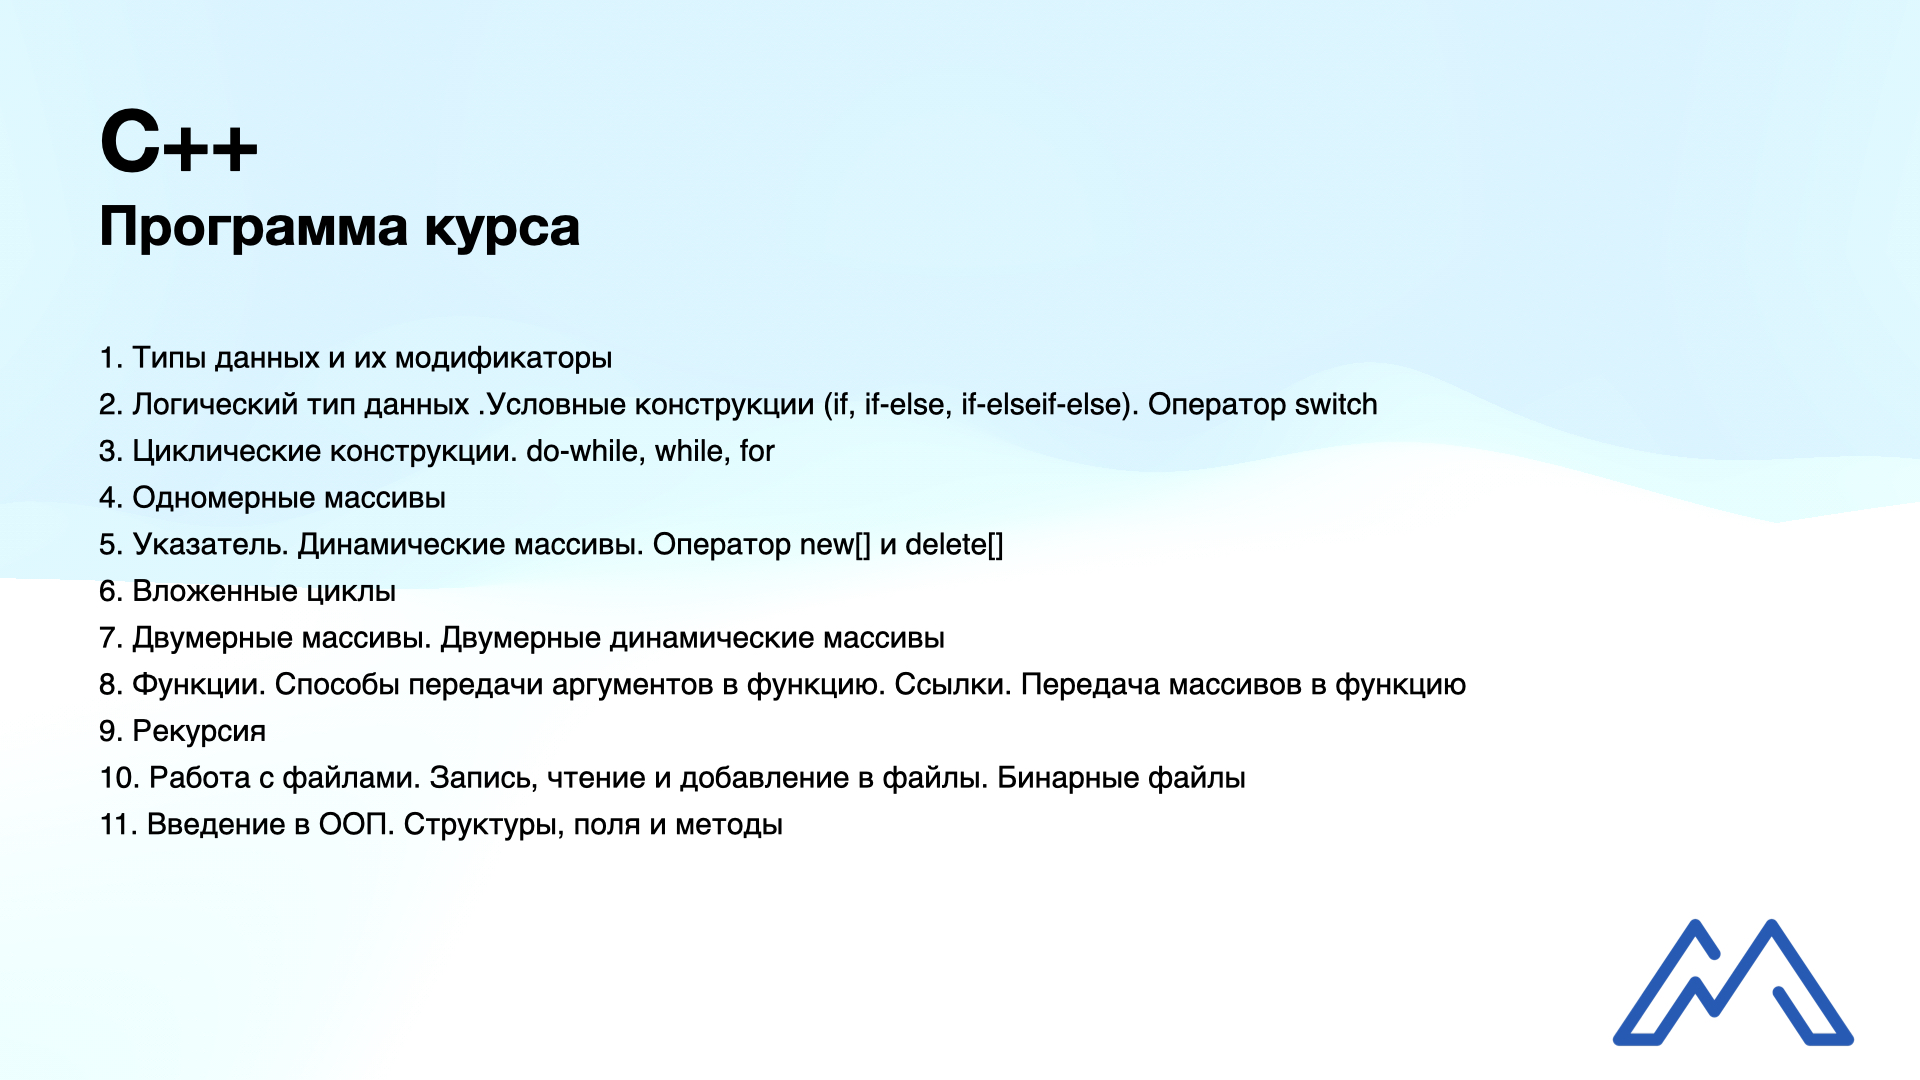 C++
Программа курса
1. Типы данных и их модификаторы
2. Логический тип данных .Условные конструкции (if, if-else, if-elseif-else). Оператор switch
3. Циклические конструкции. do-while, while, for
4. Одномерные массивы
5. Указатель. Динамические массивы. Оператор new[] и delete[]
6. Вложенные циклы
7. Двумерные массивы. Двумерные динамические массивы
8. Функции. Способы передачи аргументов в функцию. Ссылки. Передача массивов в функцию
9. Рекурсия
10. Работа с файлами. Запись, чтение и добавление в файлы. Бинарные файлы
11. Введение в ООП. Структуры, поля и методы